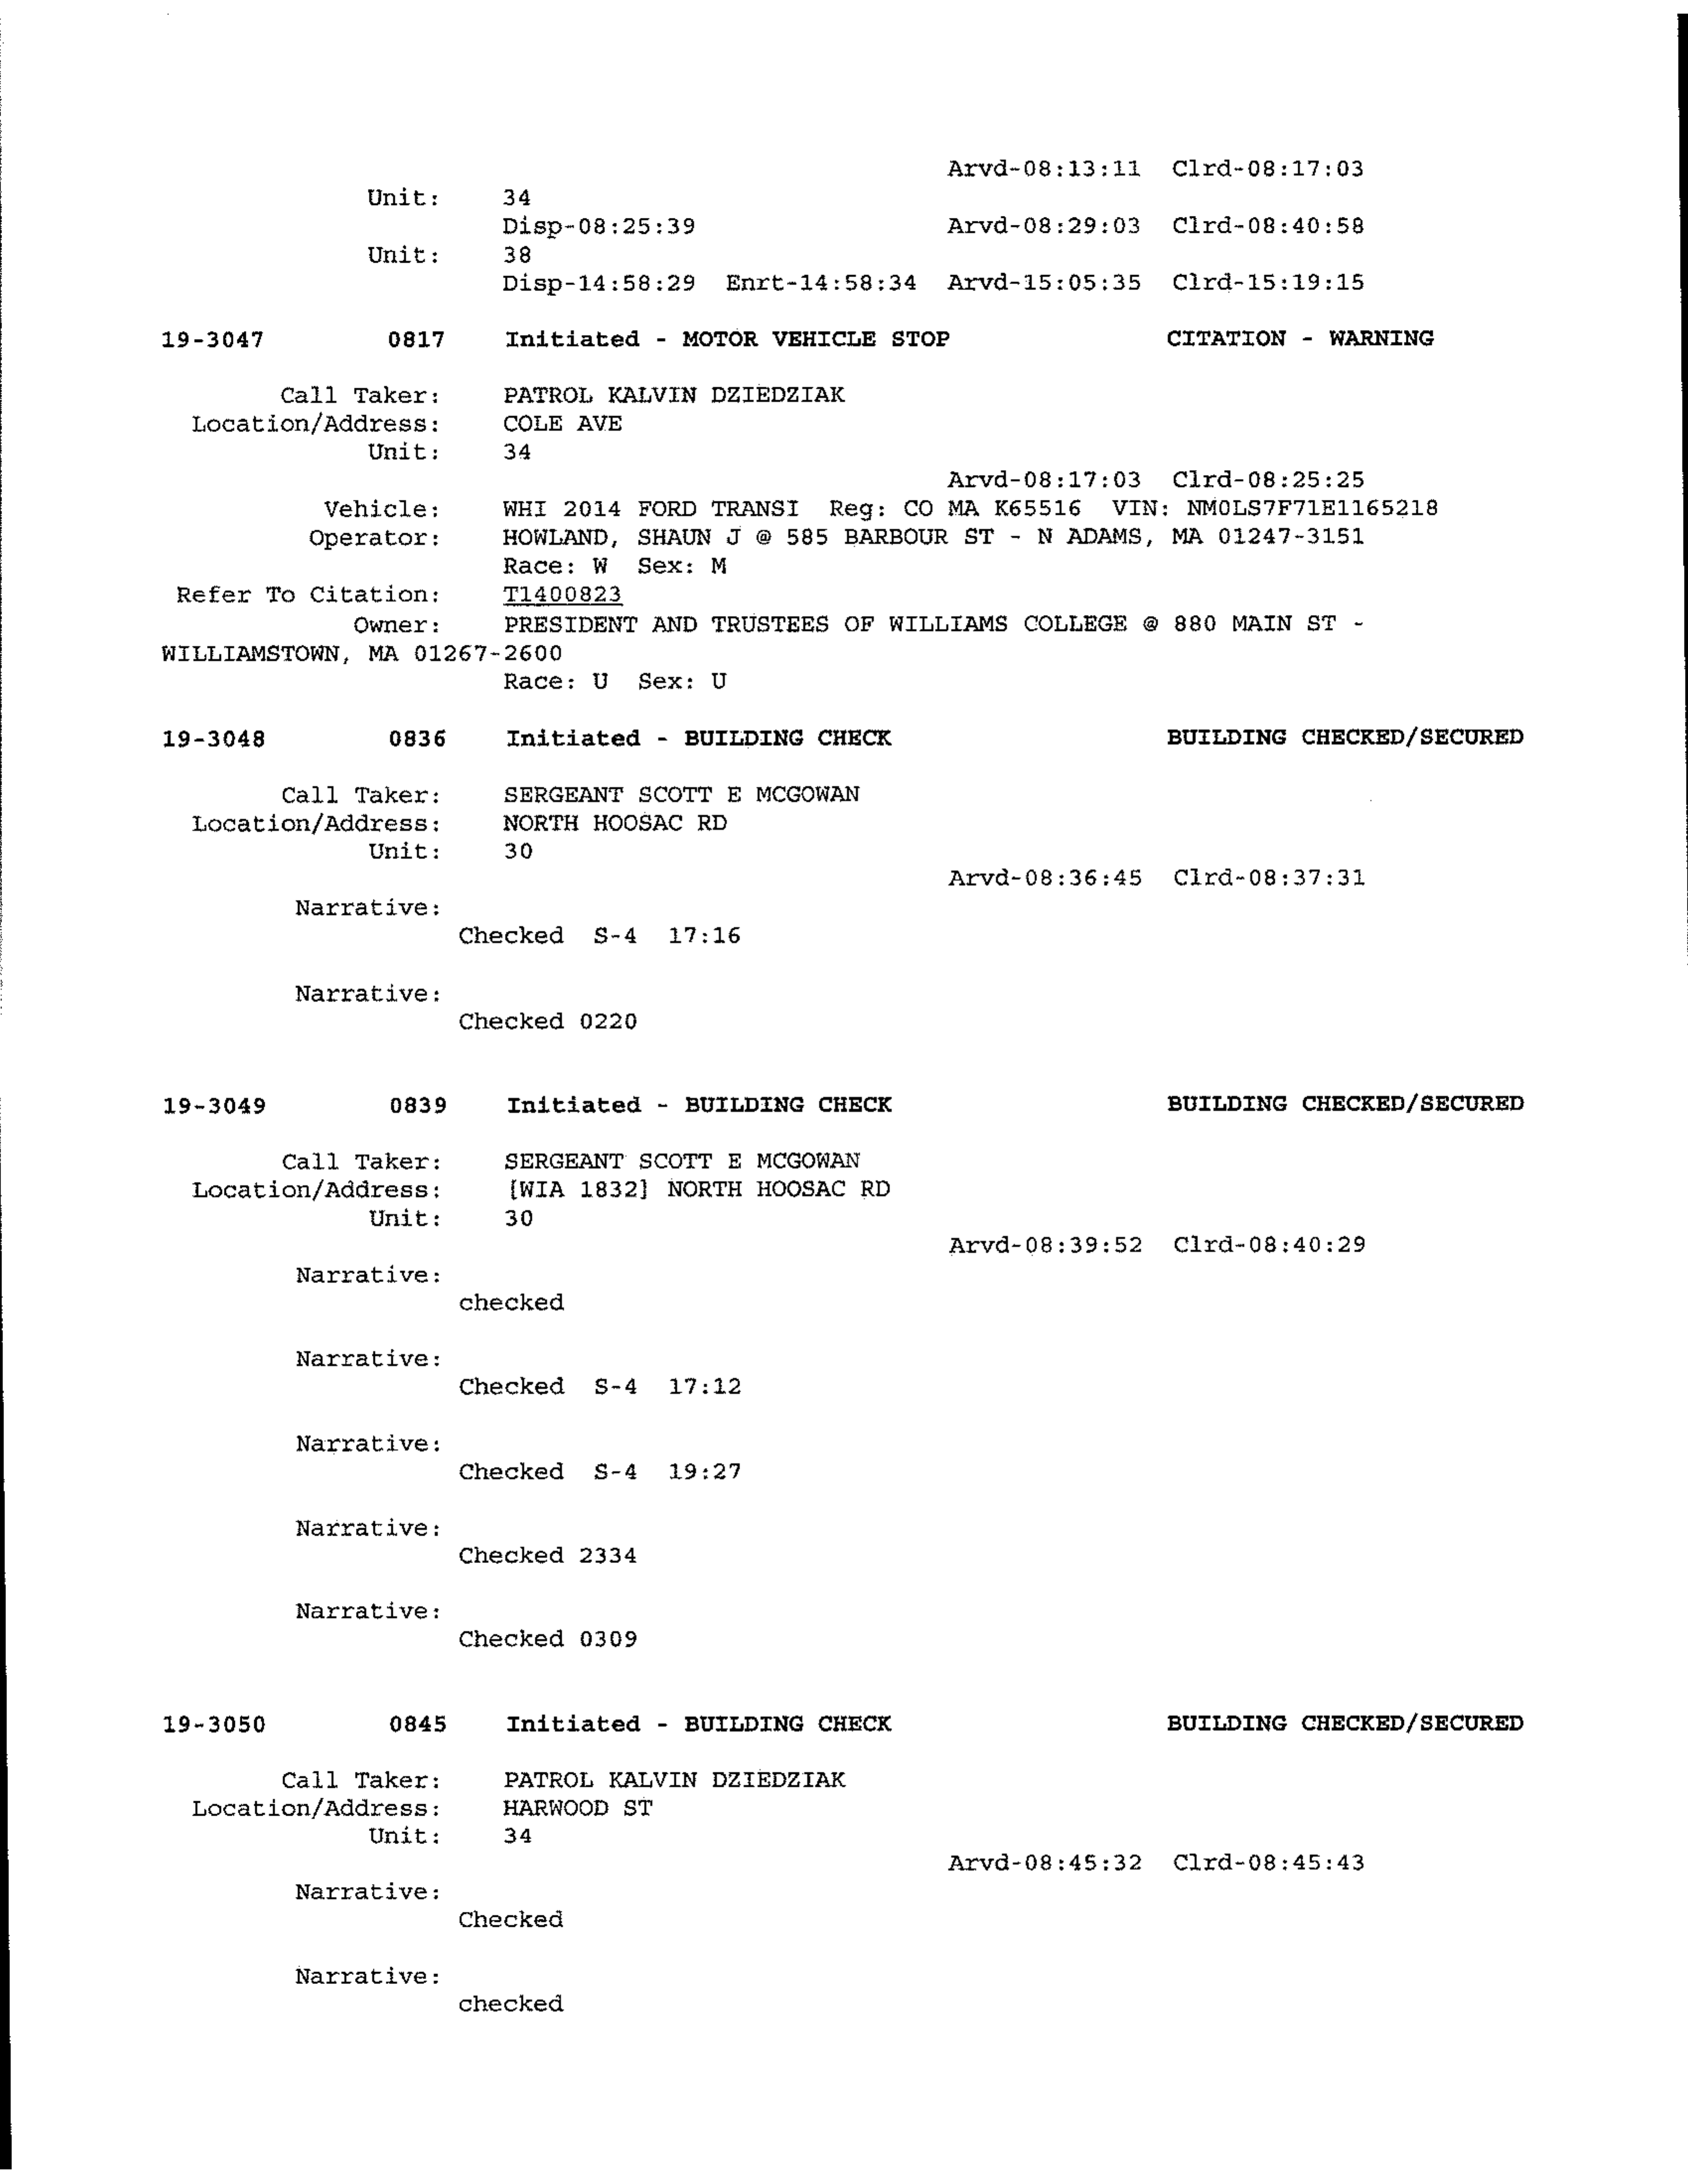 Arvd-08:13:11 Clrd-08:17:03
Unit: 34
Disp-08:25:39 Arvd-08:29:03 Clrd-08:40:58
Unit: 38
Disp-14:58:29 Enrt-14:58:34 Arvd-15:05:35 Clrd-15:19:15
19-3047 0817 Initiated - MOTOR VEHICLE STOP CITATION - WARNING
Call Taker: PATROL KALVIN DZIEDZIAK
Location/Address: COLE AVE
Unit: 34
Arvd-08:17:03 Clrd-08:25:25
Vehicle: WHI 2014 FORD TRANSI Reg: CO MA K65516 VIN: NM0LS7F71E1165218
Operator: HOWLAND, SHAUN J @ 585 BARBOUR ST - N ADAMS, MA 01247-3151
Race: W Sex: M
Refer To Citation: T1400823
Owner: PRESIDENT AND TRUSTEES OF WILLIAMS COLLEGE @ 880 MAIN ST -
WILLIAMSTOWN, MA 01267-2600
Race: U Sex: U
19-3048 0836 Initiated - BUILDING CHECK BUILDING CHECKED/SECURED
Call Taker: SERGEANT SCOTT E MCGOWAN
Location/Address: NORTH HOOSAC RD
Unit: 30
Arvd-08:36:45 Clrd-08:37:31
Narrative:
Checked S-4 17:16
Narrative:
Checked 0220
19-3049 0839 Initiated - BUILDING CHECK BUILDING CHECKED/SECURED
Call Taker: SERGEANT SCOTT E MCGOWAN
Location/Address: [WIA 1832] NORTH HOOSAC RD
Unit: 30
Arvd-08:39:52 Clrd-08:40:29
Narrative:
checked
Narrative:
Checked S-4 17:12
Narrative:
Checked S-4 19:27
Narrative:
Checked 2334
Narrative:
Checked 0309
19-3050 0845 Initiated - BUILDING CHECK BUILDING CHECKED/SECURED
Call Taker: PATROL KALVIN DZIEDZIAK
Location/Address: HARWOOD ST
Unit: 34
Arvd-08:45:32 Clrd-08:45:43
Narrative:
Checked
Narrative:
checked